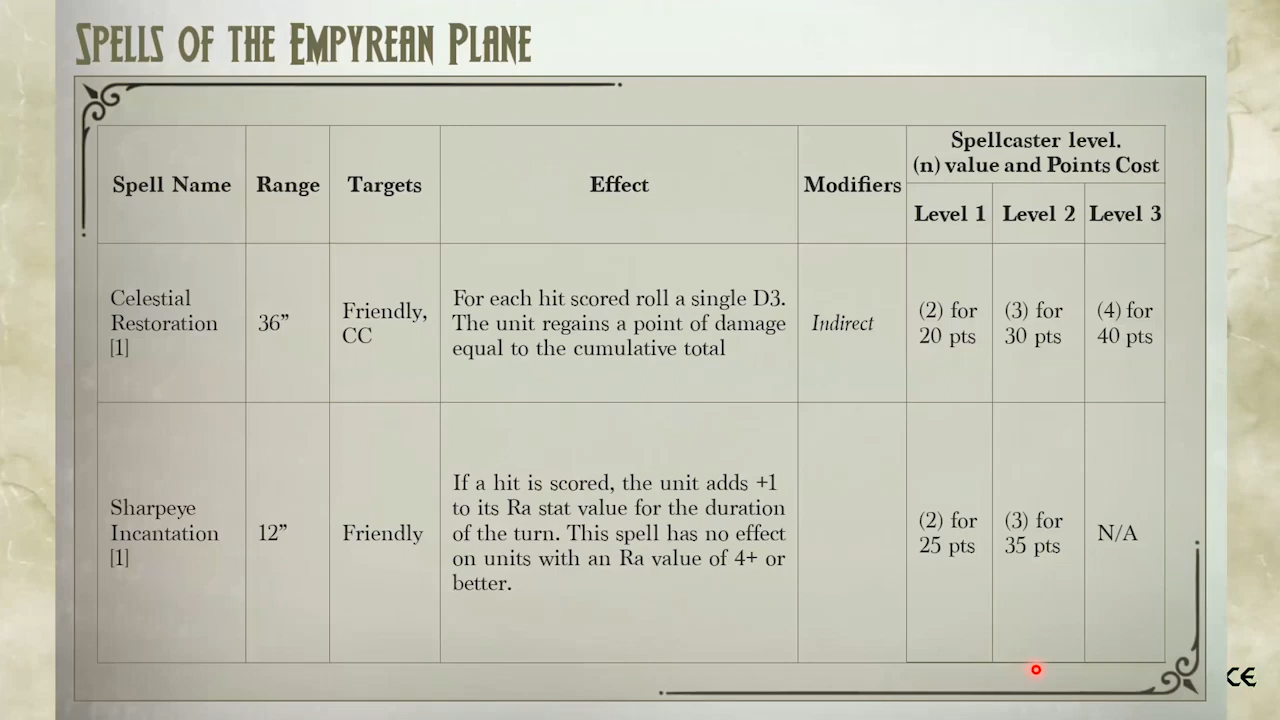 SPELLS OF THE EMPYREAN PLANE
Spell Name
Range
Targets
Effect
Modifiers
Spellcaster level.
(n) value and Points Cost
Level 1
Level 2
Level 3
Celestial
Restoration
[1]
36”
Friendly,
CC
For each hit scored roll a single D3.
The unit regains a point of damage
equal to the cumulative total
Indirect
(2) for
20 pts
(3) for
30 pts
(4) for
40 pts
Sharpeye
Incantation
[1]
12”
Friendly
If a hit is scored, the unit adds +1
to its Ra stat value for the duration
of the turn. This spell has no effect
on units with an Ra value of 4+ or
better.
(2) for
25 pts
(3) for
35 pts
N/A
CE